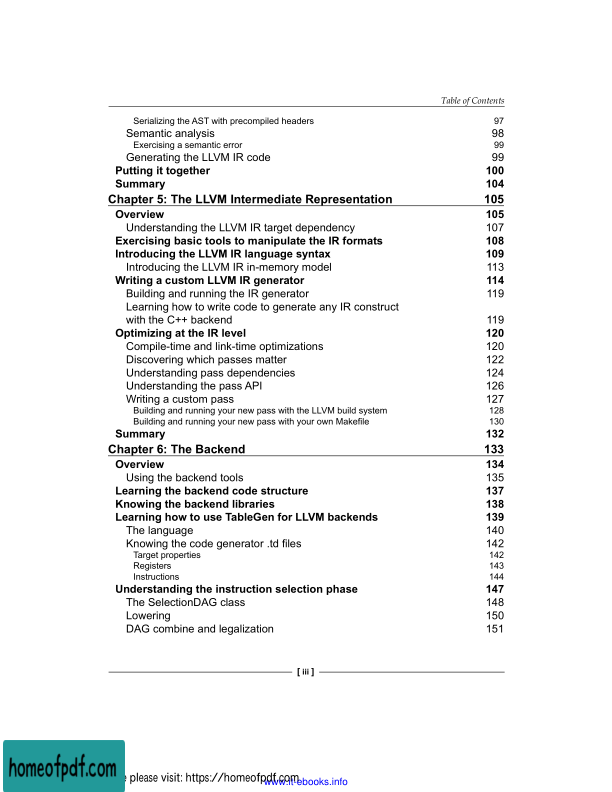 Table of Contents
Serializing the AST with precompiled headers 97
Semantic analysis 98
Exercising a semantic error 99
Generating the LLVM IR code 99
Putting it together 100
Summary 104
Chapter 5: The LLVM Intermediate Representation 105
Overview 105
Understanding the LLVM IR target dependency 107
Exercising basic tools to manipulate the IR formats 108
Introducing the LLVM IR language syntax 109
Introducing the LLVM IR in-memory model 113
Writing a custom LLVM IR generator 114
Building and running the IR generator 119
Learning how to write code to generate any IR construct
with the C++ backend 119
Optimizing at the IR level 120
Compile-time and link-time optimizations 120
Discovering which passes matter 122
Understanding pass dependencies 124
Understanding the pass API 126
Writing a custom pass 127
Building and running your new pass with the LLVM build system 128
Building and running your new pass with your own Makefile 130
Summary 132
Chapter 6: The Backend 133
Overview 134
Using the backend tools 135
Learning the backend code structure 137
Knowing the backend libraries 138
Learning how to use TableGen for LLVM backends 139
The language 140
Knowing the code generator .td files 142
Target properties 142
Registers 143
Instructions 144
Understanding the instruction selection phase 147
The SelectionDAG class 148
Lowering 150
DAG combine and legalization 151
[ iii ]
homeofpdf.com
please visit: https://homeofpdf.com
www.it-ebooks.info